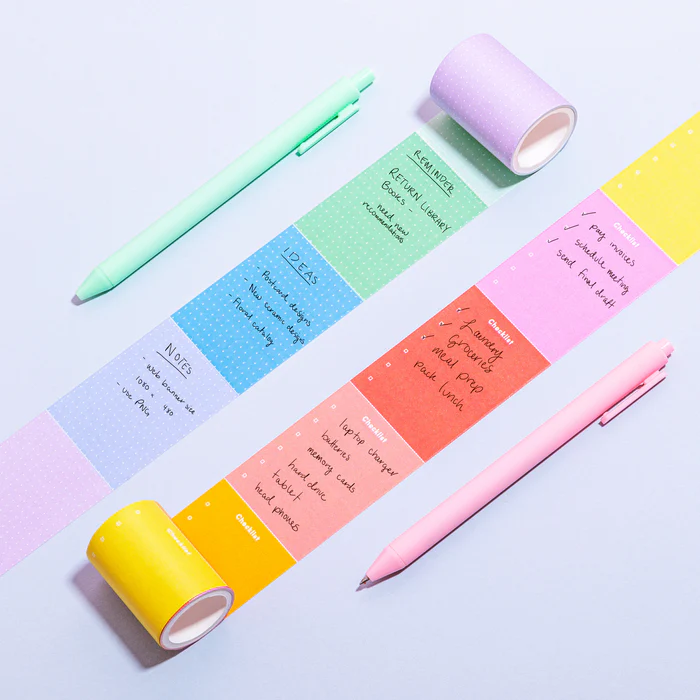 REMINDER
RETURN LIBRARY
BOOKS -
need new
recommendations
IDEAS
- Postcard designs
- New ceramic designs
- Floral catalog
NOTES
- web banner size
1080 x 480
- USE PNG
Checklist
pay invoices
schedule meeting
send final draft
Checklist
Laundry
Groceries
meal prep
pack lunch
Checklist
laptop charger
batteries
memory cards
hard drive
tablet
head phones
Checklist
Checklist